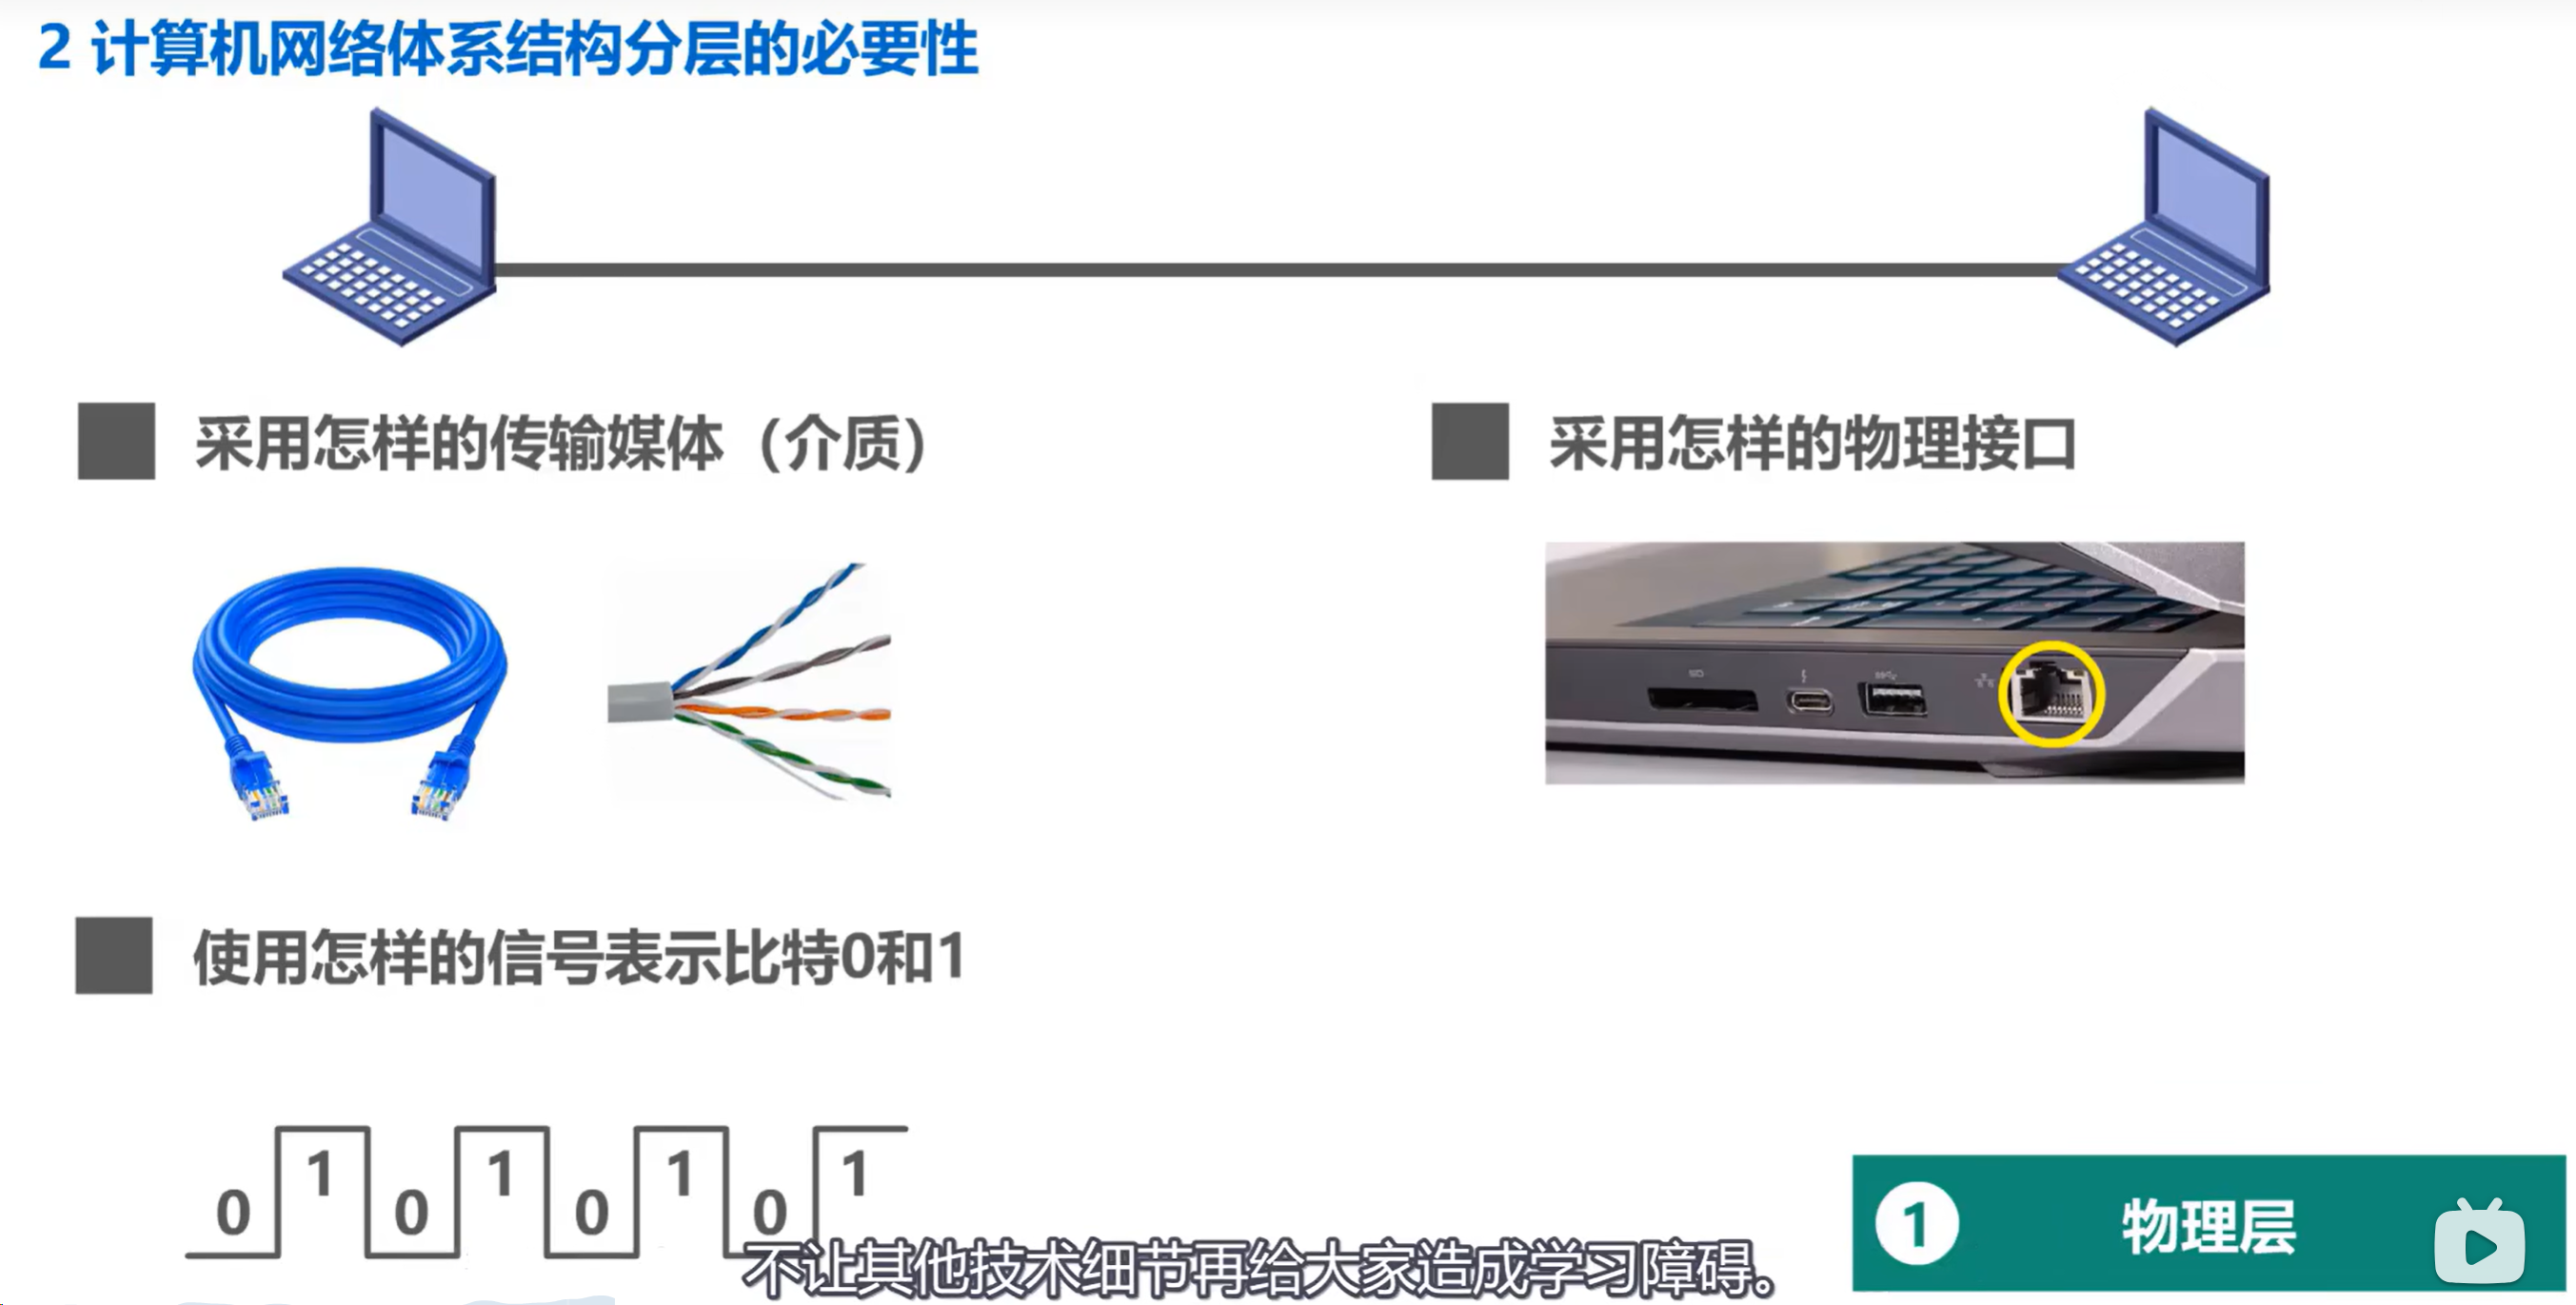 2 计算机网络体系结构分层的必要性
采用怎样的传输媒体（介质）
采用怎样的物理接口
使用怎样的信号表示比特0和1
0 1 0 1 0 1 0 1
1 物理层
不让其他技术细节再给大家造成学习障碍。